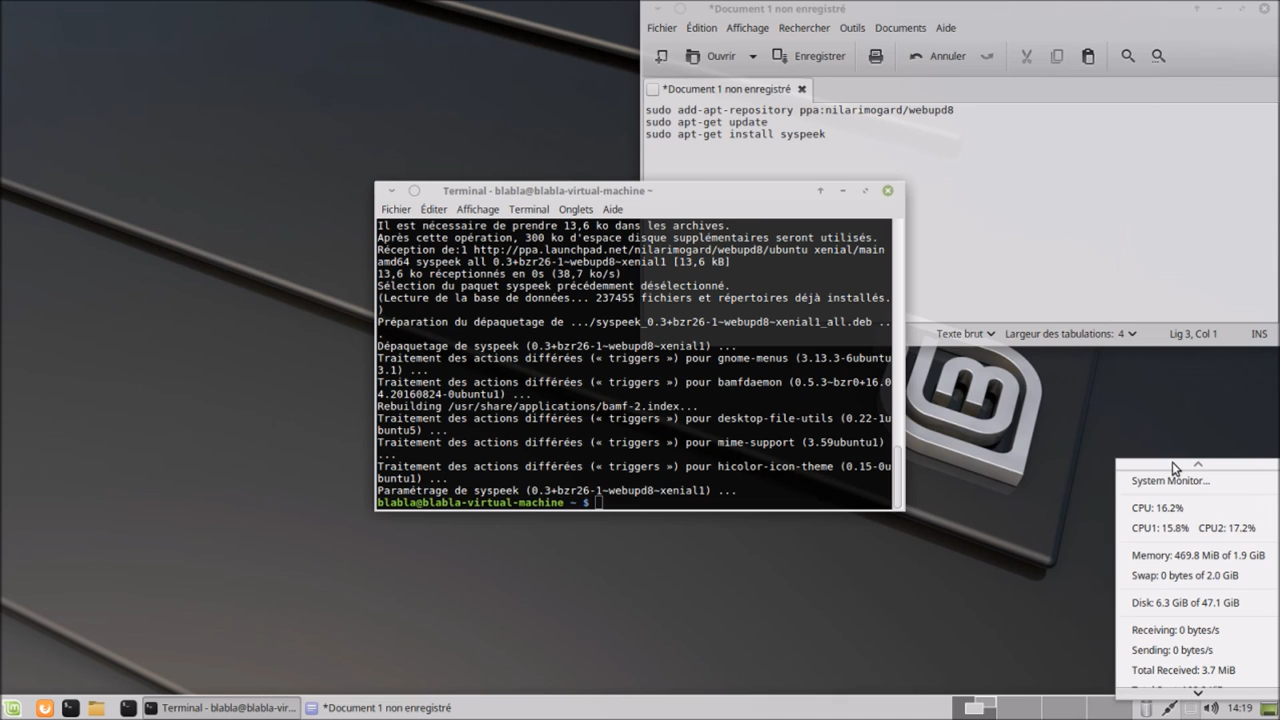 *Document 1 non enregistré
Fichier Édition Affichage Rechercher Outils Documents Aide
Ouvrir Enregistrer Annuler
*Document 1 non enregistré
sudo add-apt-repository ppa:nilarimogard/webupd8
sudo apt-get update
sudo apt-get install syspeek
Texte brut Largeur des tabulations: 4 Lig 3, Col 1 INS
Terminal - blabla@blabla-virtual-machine ~
Fichier Éditer Affichage Terminal Onglets Aide
Il est nécessaire de prendre 13,6 ko dans les archives.
Après cette opération, 300 ko d'espace disque supplémentaires seront utilisés.
Réception de:1 http://ppa.launchpad.net/nilarimogard/webupd8/ubuntu xenial/main
amd64 syspeek all 0.3+bzr26-1~webupd8~xenial1 [13,6 kB]
13,6 ko réceptionnés en 0s (38,7 ko/s)
Sélection du paquet syspeek précédemment désélectionné.
(Lecture de la base de données... 237455 fichiers et répertoires déjà installés.
)
Préparation du dépaquetage de .../syspeek_0.3+bzr26-1~webupd8~xenial1_all.deb ..
.
Dépaquetage de syspeek (0.3+bzr26-1~webupd8~xenial1) ...
Traitement des actions différées (« triggers ») pour gnome-menus (3.13.3-6ubuntu
3.1) ...
Traitement des actions différées (« triggers ») pour bamfdaemon (0.5.3~bzr0+16.0
4.20160824-0ubuntu1) ...
Rebuilding /usr/share/applications/bamf-2.index...
Traitement des actions différées (« triggers ») pour desktop-file-utils (0.22-1u
buntu5) ...
Traitement des actions différées (« triggers ») pour mime-support (3.59ubuntu1)
...
Traitement des actions différées (« triggers ») pour hicolor-icon-theme (0.15-0u
buntu1) ...
Paramétrage de syspeek (0.3+bzr26-1~webupd8~xenial1) ...
blabla@blabla-virtual-machine ~ $
System Monitor...
CPU: 16.2%
CPU1: 15.8% CPU2: 17.2%
Memory: 469.8 MiB of 1.9 GiB
Swap: 0 bytes of 2.0 GiB
Disk: 6.3 GiB of 47.1 GiB
Receiving: 0 bytes/s
Sending: 0 bytes/s
Total Received: 3.7 MiB
Terminal - blabla@blabla-vir... *Document 1 non enregistré 14:19